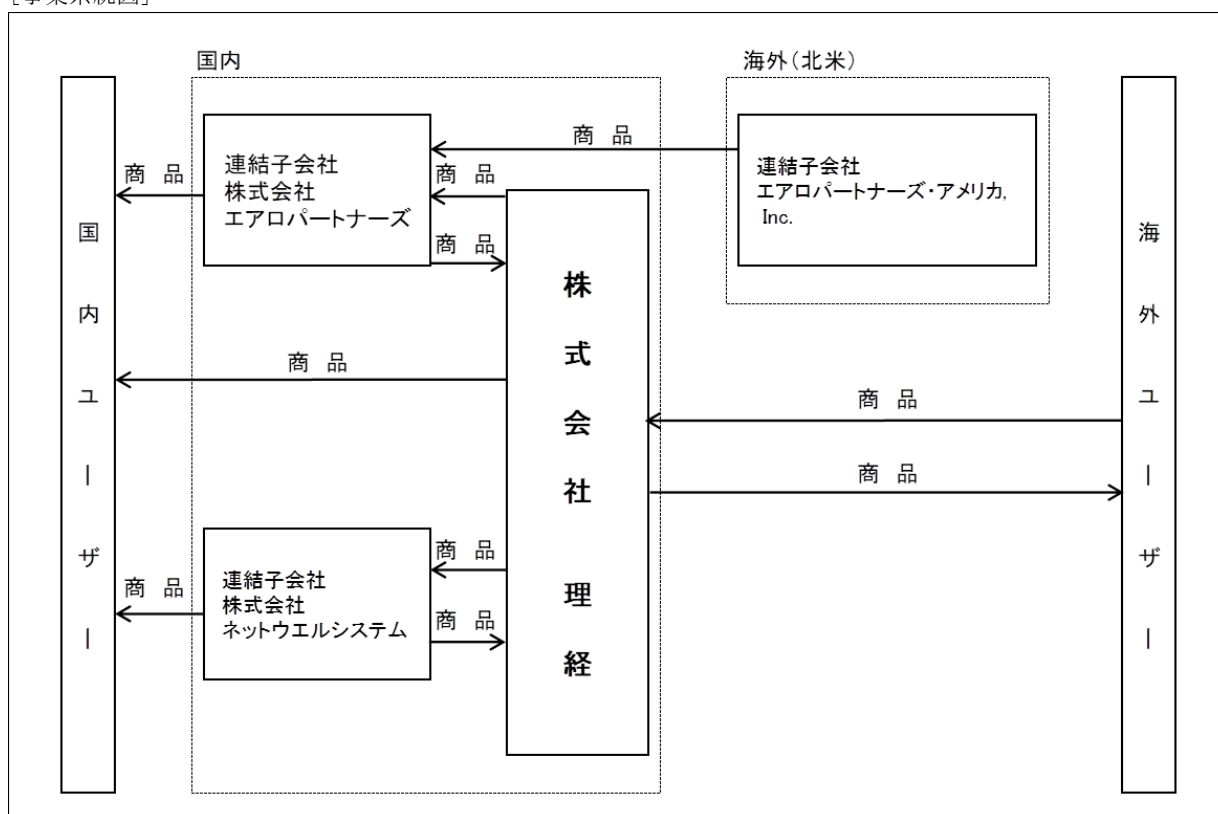 [事業系統図]
国内
海外(北米)
商 品
連結子会社
株式会社
エアロパートナーズ
商 品
商 品
商 品
連結子会社
エアロパートナーズ・アメリカ,
Inc.
国内ユーザー
株式会社 理経
海外ユーザー
商 品
商 品
商 品
商 品
連結子会社
株式会社
ネットウエルシステム
商 品
商 品